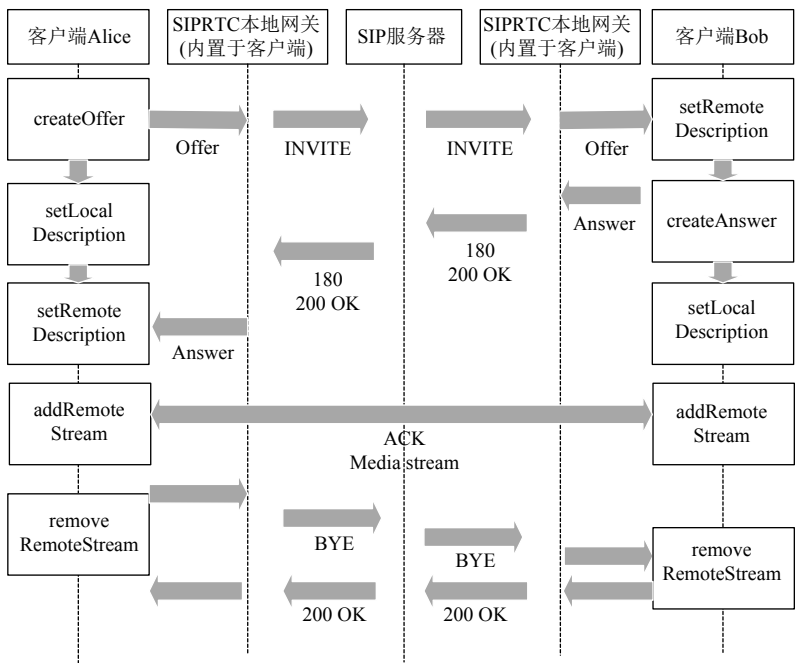 客户端Alice
SIPRTC本地网关
(内置于客户端)
SIP服务器
SIPRTC本地网关
(内置于客户端)
客户端Bob
createOffer
Offer
INVITE
INVITE
Offer
setRemote
Description
setLocal
Description
Answer
createAnswer
180
200 OK
180
200 OK
setRemote
Description
Answer
setLocal
Description
addRemote
Stream
ACK
Media stream
addRemote
Stream
remove
RemoteStream
BYE
BYE
remove
RemoteStream
200 OK
200 OK